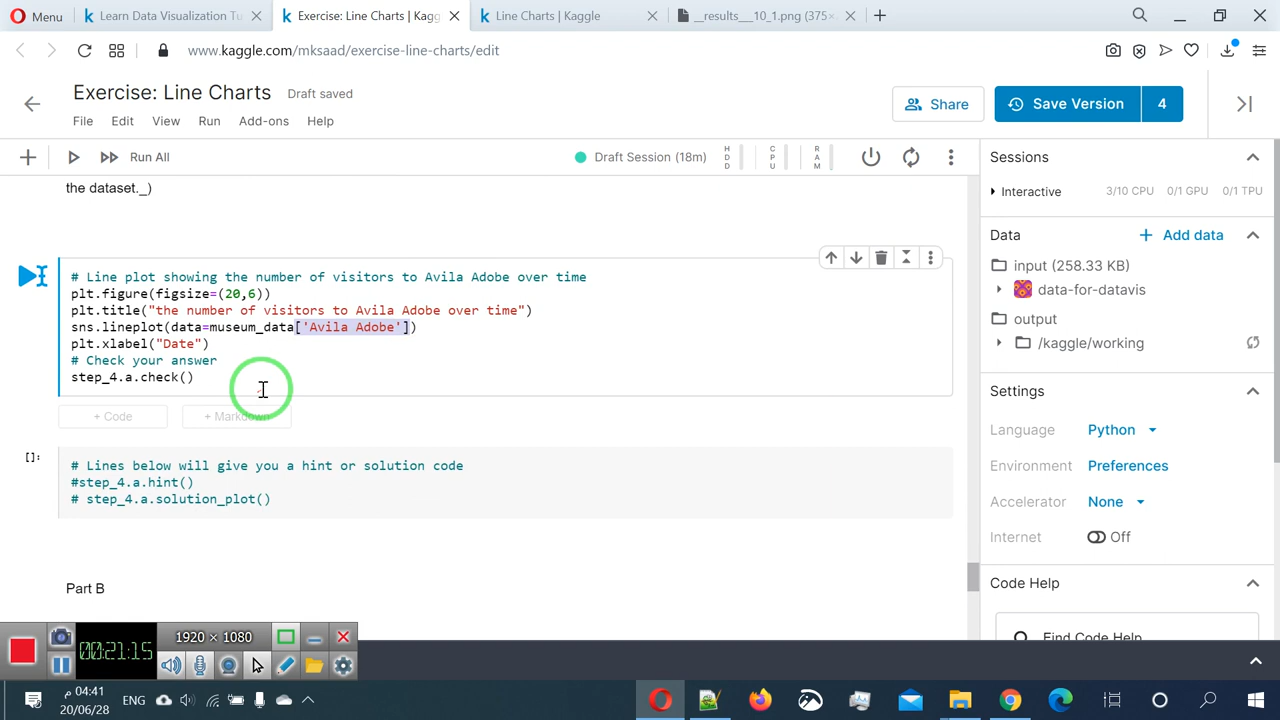 Menu
Learn Data Visualization Tu
Exercise: Line Charts | Kagg
Line Charts | Kaggle
__results___10_1.png (375×
www.kaggle.com/mksaad/exercise-line-charts/edit
Exercise: Line Charts
Draft saved
Share
Save Version
4
File
Edit
View
Run
Add-ons
Help
Run All
Draft Session (18m)
HDD
CPU
RAM
the dataset._)
# Line plot showing the number of visitors to Avila Adobe over time
plt.figure(figsize=(20,6))
plt.title("the number of visitors to Avila Adobe over time")
sns.lineplot(data=museum_data['Avila Adobe'])
plt.xlabel("Date")
# Check your answer
step_4.a.check()
+ Code
+ Markdown
[]:
# Lines below will give you a hint or solution code
#step_4.a.hint()
# step_4.a.solution_plot()
Part B
Sessions
Interactive
3/10 CPU
0/1 GPU
0/1 TPU
Data
+ Add data
input (258.33 KB)
data-for-datavis
output
/kaggle/working
Settings
Language
Python
Environment
Preferences
Accelerator
None
Internet
Off
Code Help
Find Code Help
00:21:15
1920 × 1080
04:41 م
20/06/28
ENG